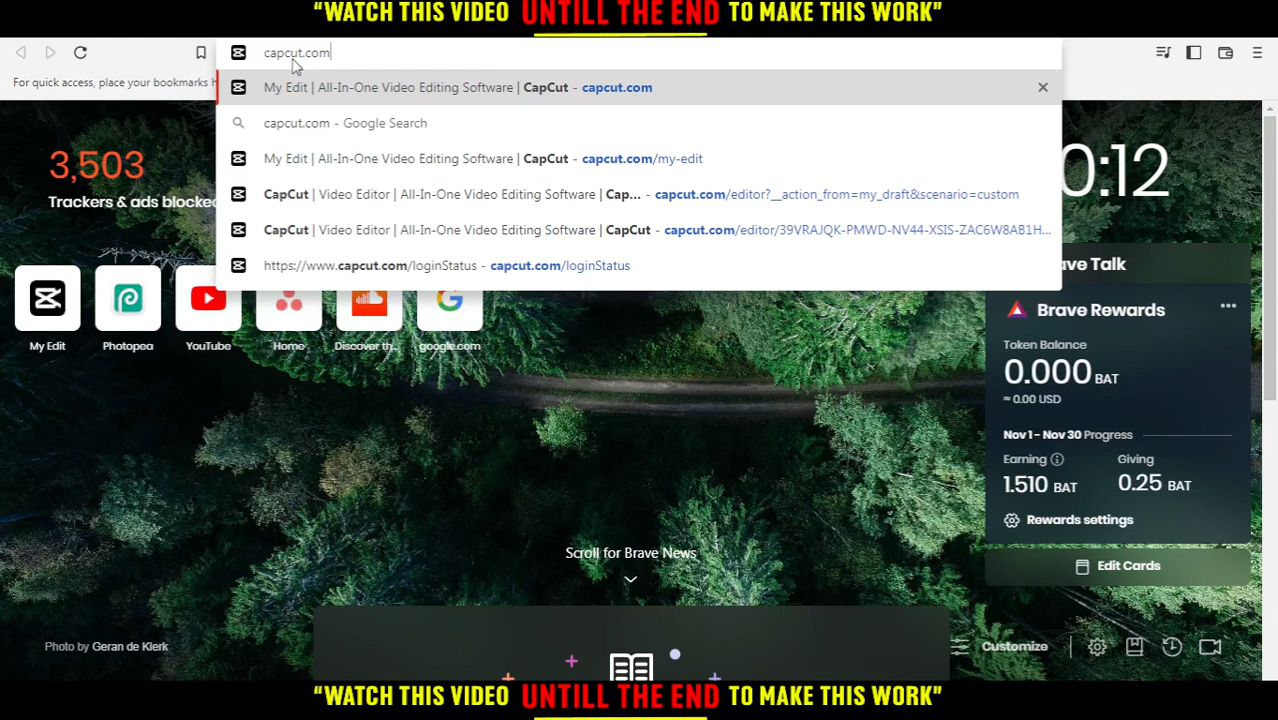 “WATCH THIS VIDEO UNTILL THE END TO MAKE THIS WORK”
capcut.com
For quick access, place your bookmarks h
My Edit | All-In-One Video Editing Software | CapCut - capcut.com
capcut.com - Google Search
My Edit | All-In-One Video Editing Software | CapCut - capcut.com/my-edit
CapCut | Video Editor | All-In-One Video Editing Software | Cap... - capcut.com/editor?__action_from=my_draft&scenario=custom
CapCut | Video Editor | All-In-One Video Editing Software | CapCut - capcut.com/editor/39VRAJQK-PMWD-NV44-XSIS-ZAC6W8AB1H...
https://www.capcut.com/loginStatus - capcut.com/loginStatus
3,503
Trackers & ads blocked
0:12
ave Talk
My Edit
Photopea
YouTube
Home
Discover th...
google.com
Brave Rewards
Token Balance
0.000 BAT
≈ 0.00 USD
Nov 1 – Nov 30 Progress
Earning
Giving
1.510 BAT
0.25 BAT
Rewards settings
Edit Cards
Scroll for Brave News
Photo by Geran de Klerk
Customize
“WATCH THIS VIDEO UNTILL THE END TO MAKE THIS WORK”